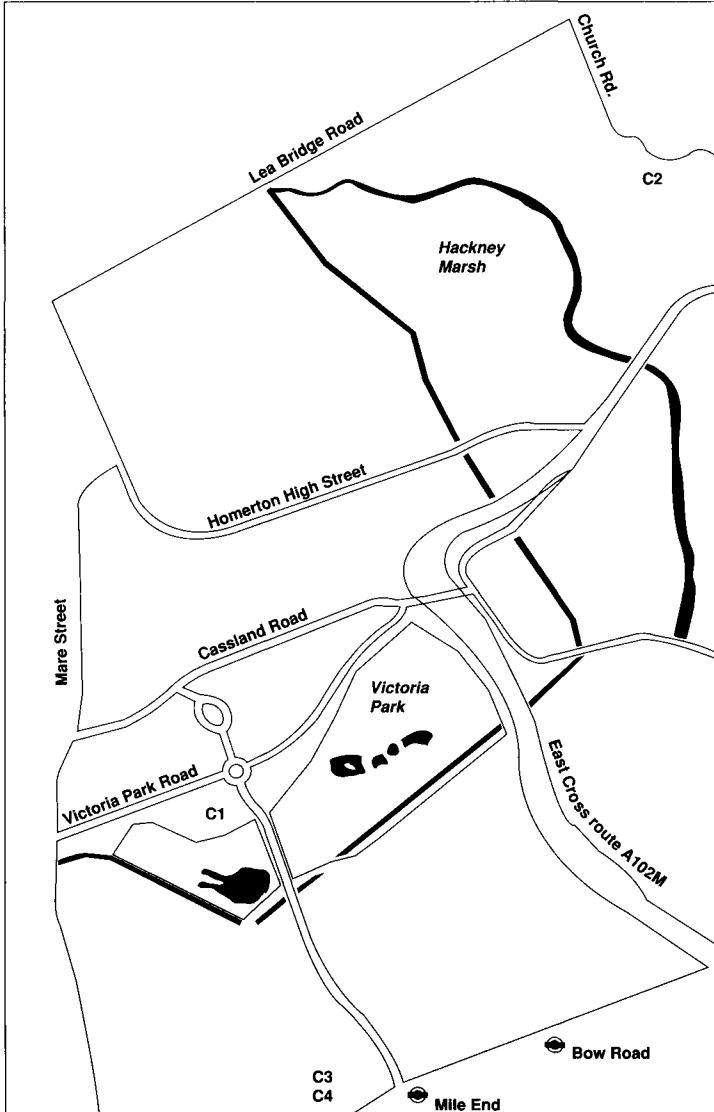 Church Rd.
Lea Bridge Road
C2
Hackney
Marsh
Homerton High Street
Mare Street
Cassland Road
Victoria
Park
Victoria Park Road
C1
East Cross route A102M
Bow Road
C3
C4
Mile End